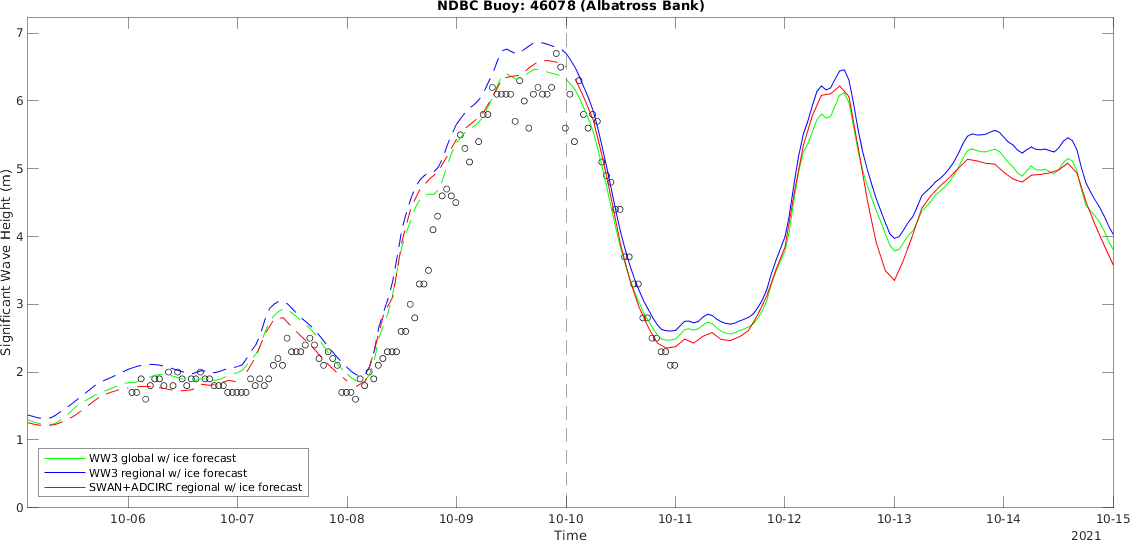 NDBC Buoy: 46078 (Albatross Bank)
Significant Wave Height (m)
7
6
5
4
3
2
1
0
WW3 global w/ ice forecast
WW3 regional w/ ice forecast
SWAN+ADCIRC regional w/ ice forecast
10-06 10-07 10-08 10-09 10-10 10-11 10-12 10-13 10-14 10-15
Time
2021